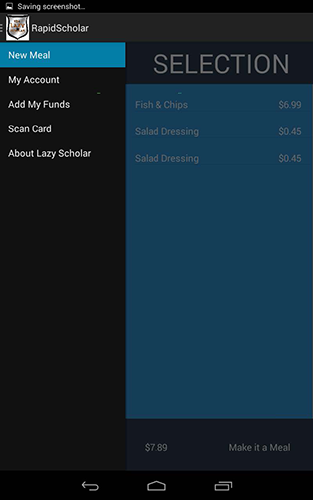 Saving screenshot...
RapidScholar
New Meal
My Account
Add My Funds
Scan Card
About Lazy Scholar
SELECTION
Fish & Chips $6.99
Salad Dressing $0.45
Salad Dressing $0.45
$7.89 Make it a Meal